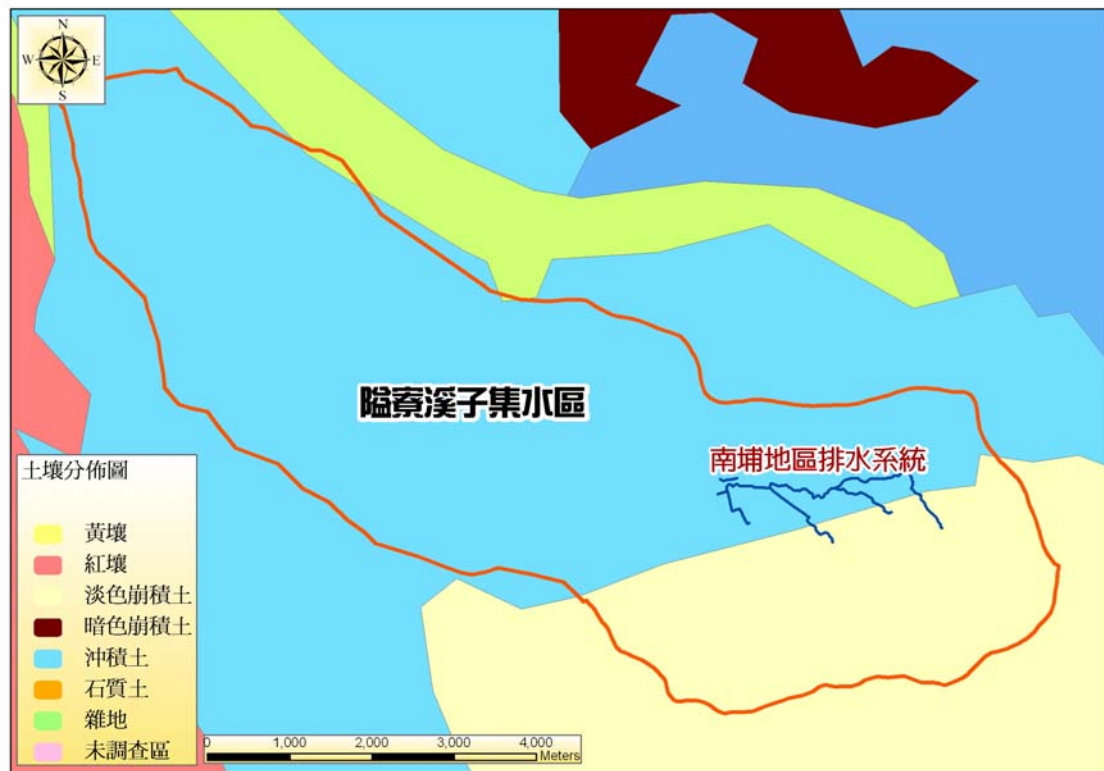 N
W E
S
隘寮溪子集水區
南埔地區排水系統
土壤分佈圖
黃壤
紅壤
淡色崩積土
暗色崩積土
沖積土
石質土
雜地
未調查區
0 1,000 2,000 3,000 4,000
Meters